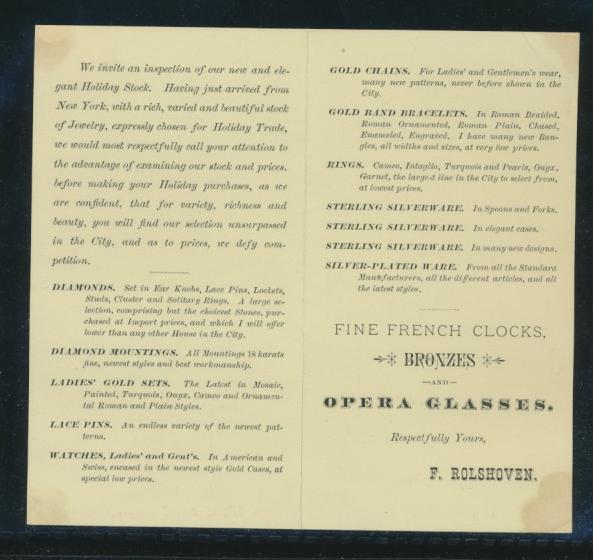 We invite an inspection of our new and ele-
gant Holiday Stock. Having just arrived from
New York, with a rich, varied and beautiful stock
of Jewelry, expressly chosen for Holiday Trade,
we would most respectfully call your attention to
the advantage of examining our stock and prices,
before making your Holiday purchases, as we
are confident, that for variety, richness and
beauty, you will find our selection unsurpassed
in the City, and as to prices, we defy com-
petition.
DIAMONDS. Set in Ear Knobs, Lace Pins, Lockets,
Studs, Cluster and Solitary Rings. A large se-
lection, comprising but the choicest Stones, pur-
chased at Import prices, and which I will offer
lower than any other House in the City.
DIAMOND MOUNTINGS. All Mountings 18 karats
fine, newest styles and best workmanship.
LADIES' GOLD SETS. The Latest in Mosaic,
Painted, Turquois, Onyx, Cameo and Ornamen-
tal Roman and Plain Styles.
LACE PINS. An endless variety of the newest pat-
terns.
WATCHES, Ladies' and Gent's. In American and
Swiss, encased in the newest style Gold Cases, at
special low prices.
GOLD CHAINS. For Ladies' and Gentlemen's wear,
many new patterns, never before shown in the
City.
GOLD BAND BRACELETS. In Roman Braided,
Roman Ornamented, Roman Plain, Chased,
Enameled, Engraved. I have many new Ban-
gles, all widths and sizes, at very low prices.
RINGS. Cameo, Intaglio, Turquois and Pearls, Onyx,
Garnet, the largest line in the City to select from,
at lowest prices.
STERLING SILVERWARE. In Spoons and Forks.
STERLING SILVERWARE. In elegant cases.
STERLING SILVERWARE. In many new designs.
SILVER-PLATED WARE. From all the Standard
Manufacturers, all the different articles, and all
the latest styles.
FINE FRENCH CLOCKS,
BRONZES
—AND—
OPERA GLASSES.
Respectfully Yours,
F. ROLSHOVEN.